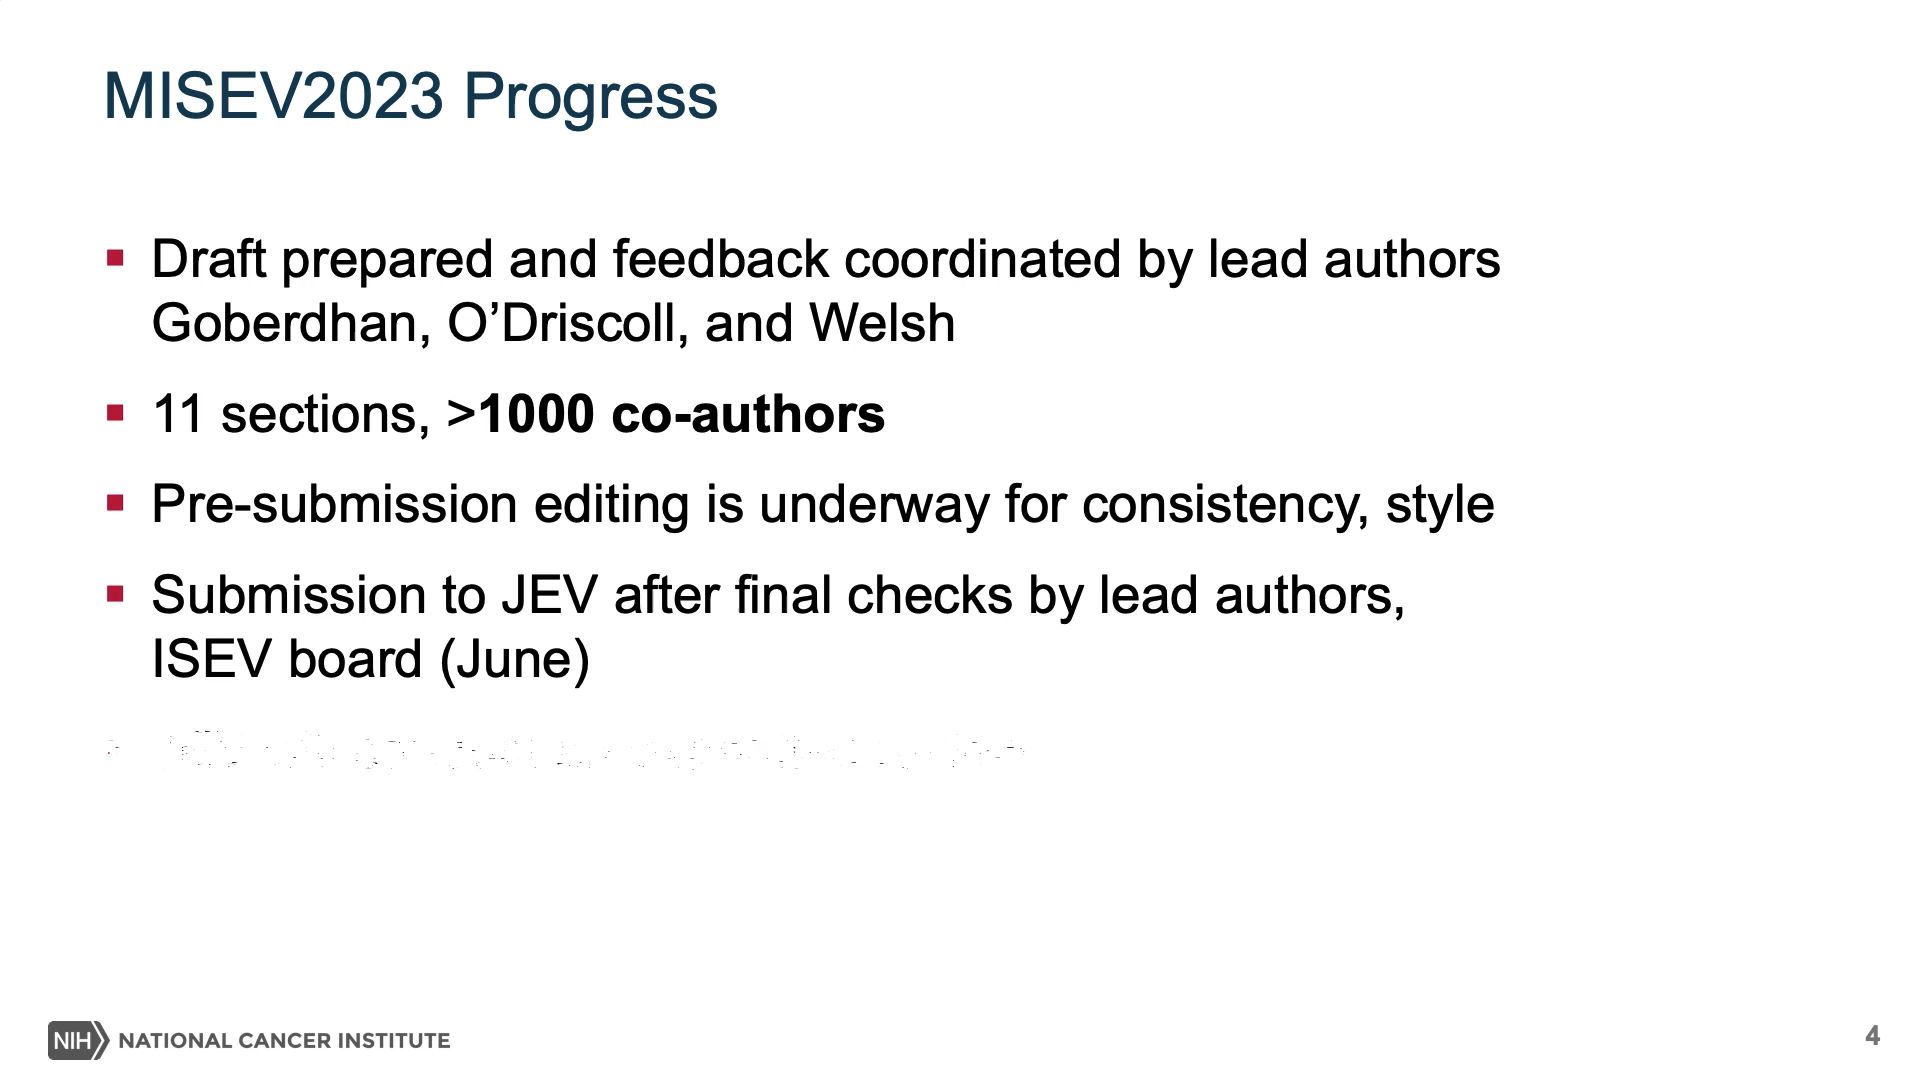 MISEV2023 Progress
▪ Draft prepared and feedback coordinated by lead authors
Goberdhan, O’Driscoll, and Welsh
▪ 11 sections, >1000 co-authors
▪ Pre-submission editing is underway for consistency, style
▪ Submission to JEV after final checks by lead authors,
ISEV board (June)
NIH NATIONAL CANCER INSTITUTE
4